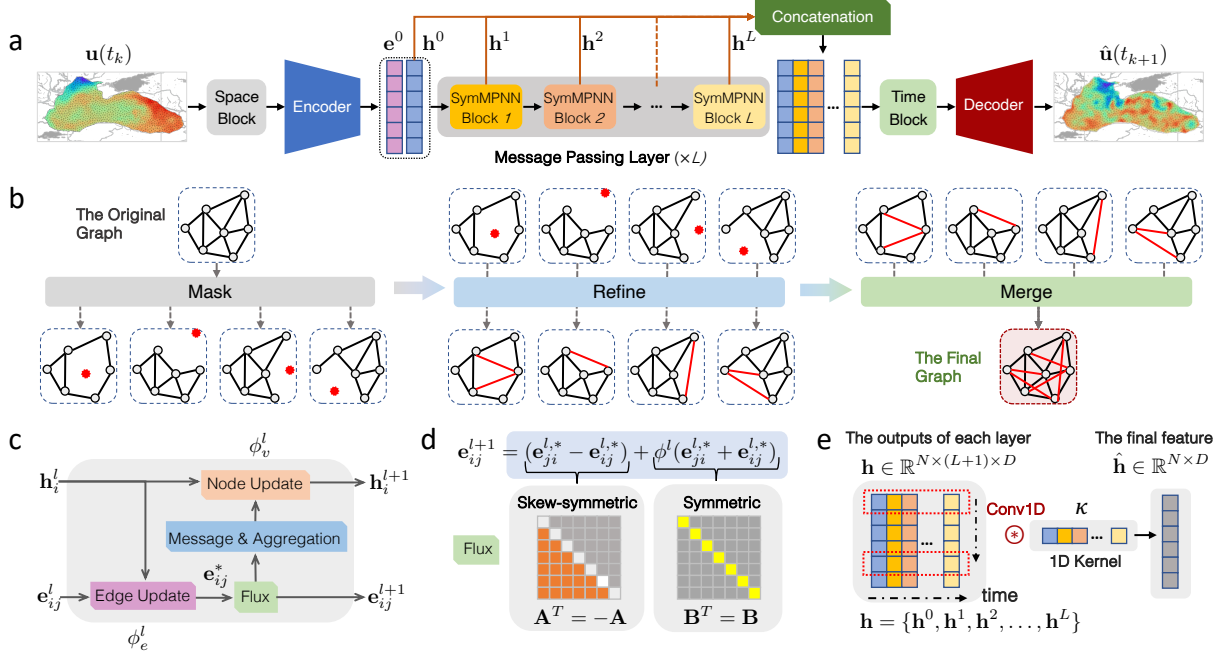 a
𝐮(t_k)
Space
Block
Encoder
𝐞^0 𝐡^0
𝐡^1
𝐡^2
𝐡^L
SymMPNN
Block 1
SymMPNN
Block 2
...
SymMPNN
Block L
Message Passing Layer (×L)
Concatenation
...
Time
Block
Decoder
û(t_{k+1})
b
The Original
Graph
Mask
Refine
Merge
The Final
Graph
c
ϕ_v^l
𝐡_i^l
Node Update
𝐡_i^{l+1}
Message & Aggregation
𝐞_{ij}^*
𝐞_{ij}^l
Edge Update
Flux
𝐞_{ij}^{l+1}
ϕ_e^l
d
𝐞_{ij}^{l+1} = (𝐞_{ji}^{l,*} − 𝐞_{ij}^{l,*}) + ϕ^l(𝐞_{ji}^{l,*} + 𝐞_{ij}^{l,*})
Skew-symmetric
Symmetric
Flux
𝐀^T = −𝐀
𝐁^T = 𝐁
e
The outputs of each layer
𝐡 ∈ ℝ^{N×(L+1)×D}
The final feature
ĥ ∈ ℝ^{N×D}
Conv1D
κ
...
...
1D Kernel
time
𝐡 = {𝐡^0, 𝐡^1, 𝐡^2, . . . , 𝐡^L}